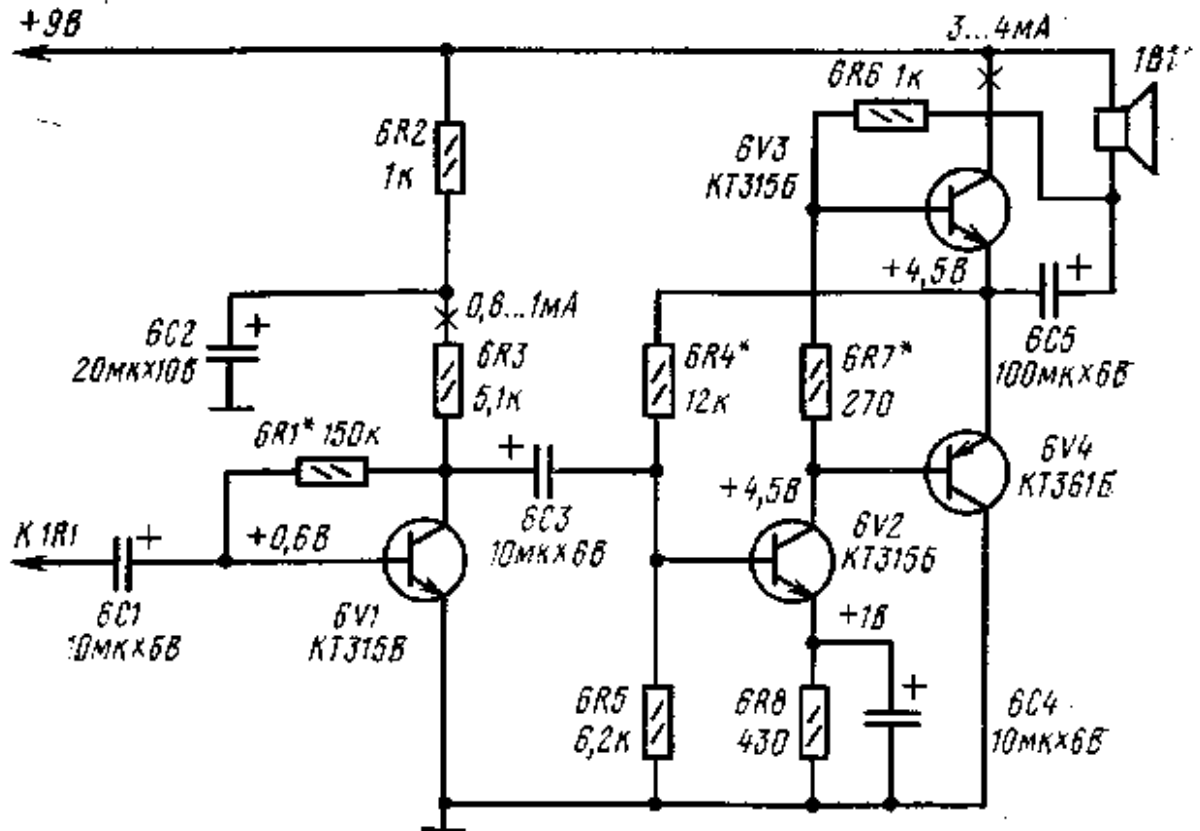 +9В
3...4мА
6R6 1к
1В1
6R2
1к
6V3
КТ315Б
+4,5В
0,8...1мА
6C2
20мк×10В
6R3
5,1к
6R4*
12к
6R7*
270
6C5
100мк×6В
6R1* 150к
6V4
КТ361Б
К 1R1
+0,6В
6C3
10мк×6В
+4,5В
6V2
КТ315Б
6C1
10мк×6В
6V1
КТ315В
+1В
6R5
6,2к
6R8
430
6C4
10мк×6В